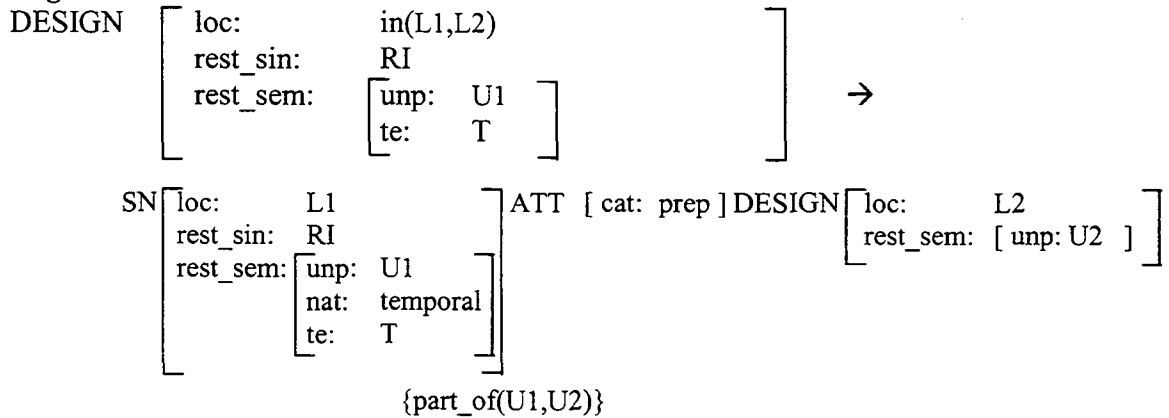 DESIGN loc: in(L1,L2)
rest_sin: RI
rest_sem: unp: U1
te: T
→
SN loc: L1 ATT [ cat: prep ] DESIGN loc: L2
rest_sin: RI rest_sem: [ unp: U2 ]
rest_sem: unp: U1
nat: temporal
te: T
{part_of(U1,U2)}